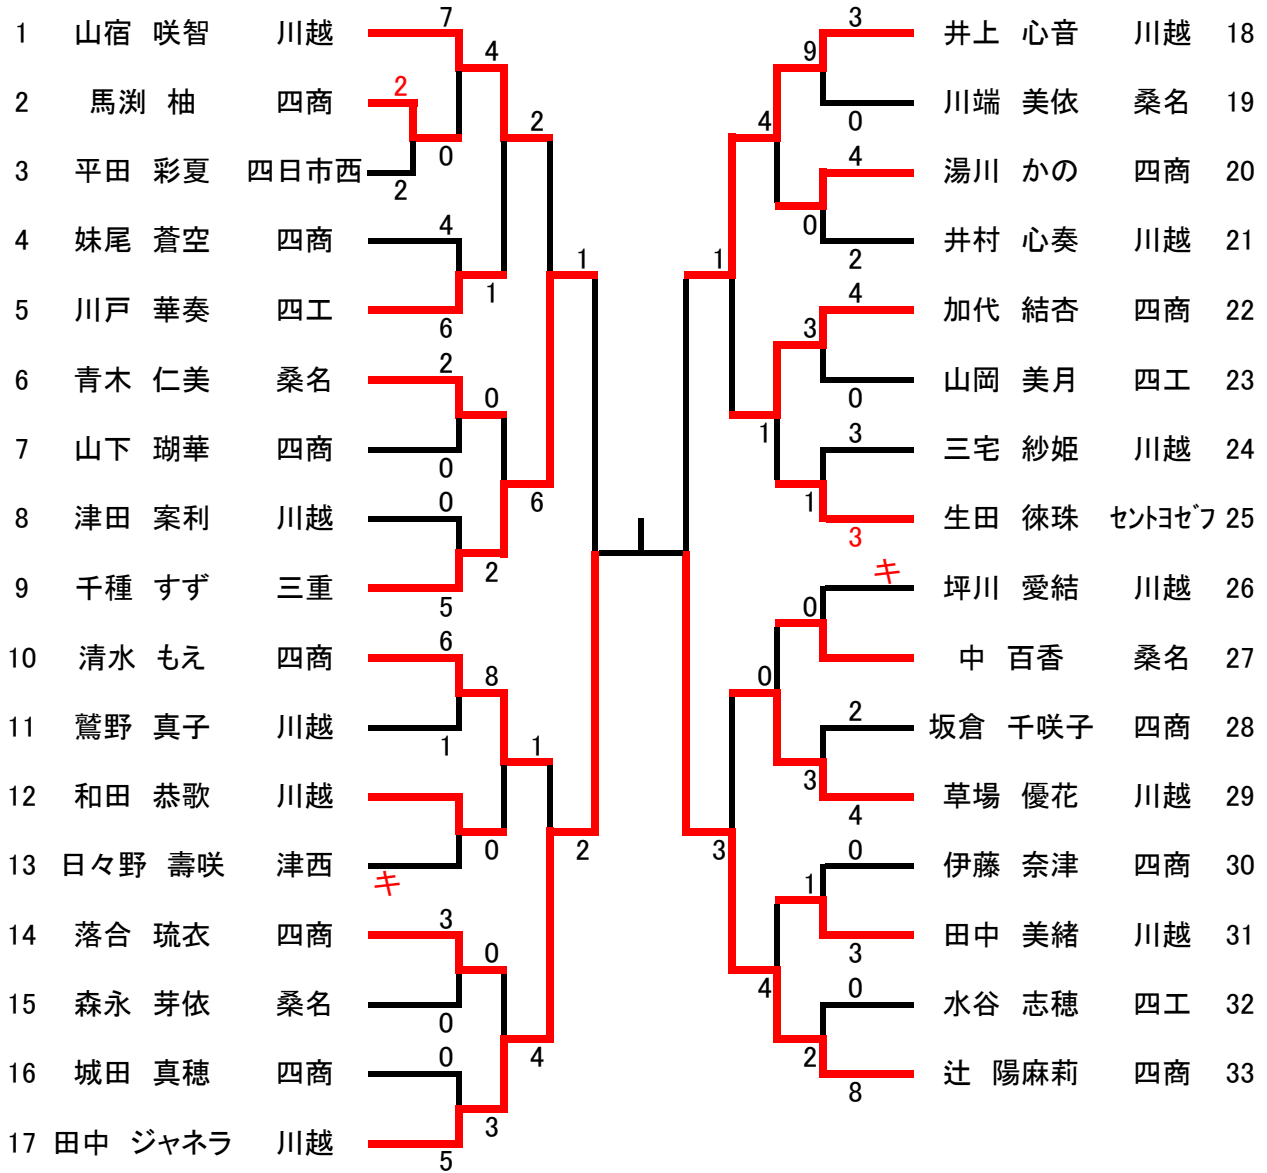 1 山宿 咲智 川越
2 馬渕 柚 四商
3 平田 彩夏 四日市西
4 妹尾 蒼空 四商
5 川戸 華奏 四工
6 青木 仁美 桑名
7 山下 瑚華 四商
8 津田 案利 川越
9 千種 すず 三重
10 清水 もえ 四商
11 鷲野 真子 川越
12 和田 恭歌 川越
13 日々野 壽咲 津西
14 落合 琉衣 四商
15 森永 芽依 桑名
16 城田 真穂 四商
17 田中 ジャネラ 川越
7
2
2
4
6
2
0
0
5
6
1
キ
3
0
0
5
4
0
1
0
2
8
0
0
3
2
6
1
4
1
2
1
3
4
1
0
4
9
0
3
1
0
3
1
2
3
0
4
2
4
0
3
3
キ
2
4
0
3
0
8
井上 心音 川越 18
川端 美依 桑名 19
湯川 かの 四商 20
井村 心奏 川越 21
加代 結杏 四商 22
山岡 美月 四工 23
三宅 紗姫 川越 24
生田 徠珠 セントヨゼフ 25
坪川 愛結 川越 26
中 百香 桑名 27
坂倉 千咲子 四商 28
草場 優花 川越 29
伊藤 奈津 四商 30
田中 美緒 川越 31
水谷 志穂 四工 32
辻 陽麻莉 四商 33